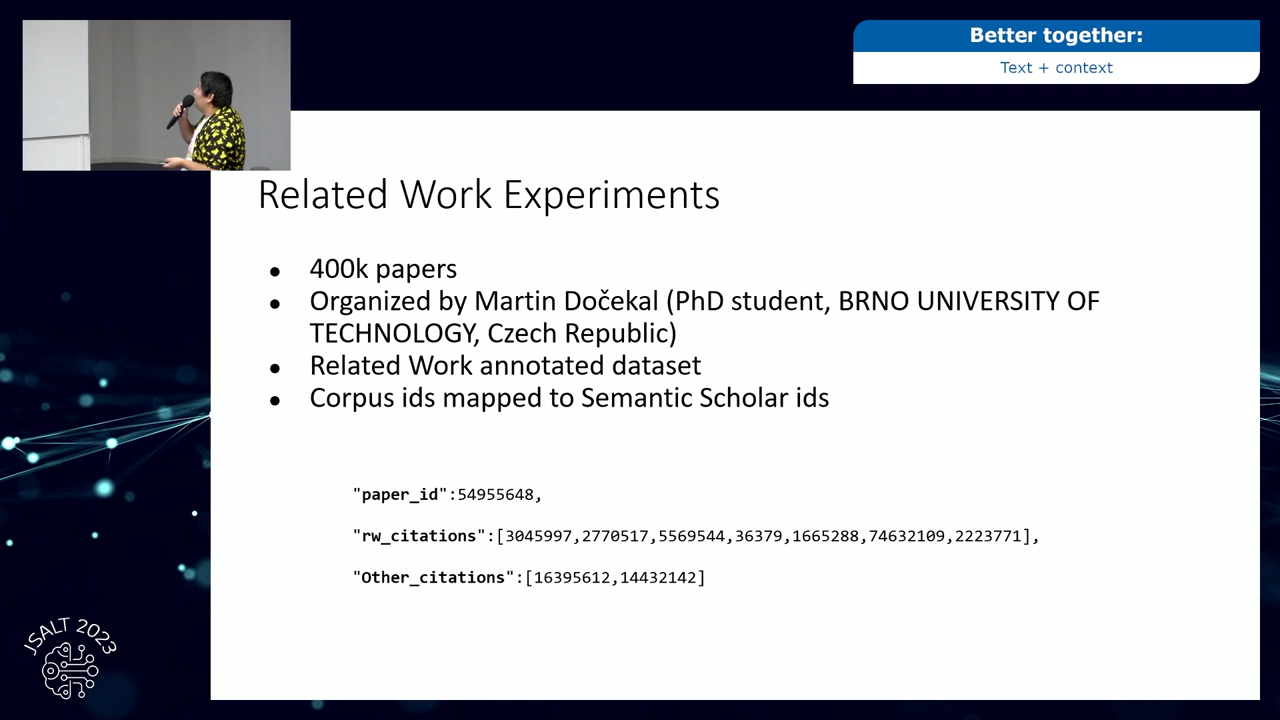 Better together:
Text + context
Related Work Experiments
● 400k papers
● Organized by Martin Dočekal (PhD student, BRNO UNIVERSITY OF
TECHNOLOGY, Czech Republic)
● Related Work annotated dataset
● Corpus ids mapped to Semantic Scholar ids
"paper_id":54955648,
"rw_citations":[3045997,2770517,5569544,36379,1665288,74632109,2223771],
"Other_citations":[16395612,14432142]
JSALT 2023